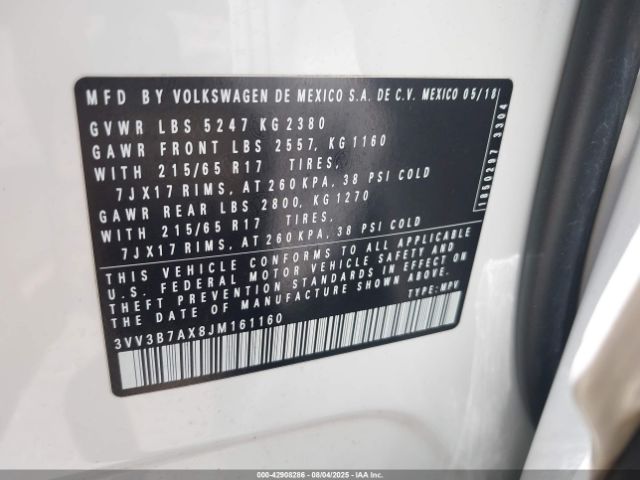 MFD BY VOLKSWAGEN DE MEXICO S.A. DE C.V. MEXICO 05/18
GVWR LBS 5247 KG 2380
GAWR FRONT LBS 2557, KG 1160
WITH 215/65 R17 TIRES,
7JX17 RIMS, AT 260 KPA, 38 PSI COLD
GAWR REAR LBS 2800, KG 1270
WITH 215/65 R17 TIRES,
7JX17 RIMS, AT 260 KPA, 38 PSI COLD
THIS VEHICLE CONFORMS TO ALL APPLICABLE
U.S. FEDERAL MOTOR VEHICLE SAFETY AND
THEFT PREVENTION STANDARDS IN EFFECT ON
THE DATE OF MANUFACTURE SHOWN ABOVE.
3VV3B7AX8JM161160 TYPE: MPV
1850297 3304
000-42908286 - 08/04/2025 - IAAI.COM